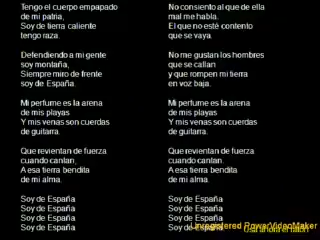 Tengo el cuerpo empapado
de mi patria,
Soy de tierra caliente
tengo raza.
Defendiendo a mi gente
soy montaña,
Siempre miro de frente
soy de España.
Mi perfume es la arena
de mis playas
Y mis venas son cuerdas
de guitarra.
Que revientan de fuerza
cuando cantan,
A esa tierra bendita
de mi alma.
Soy de España
Soy de España
Soy de España
Soy de España
No consiento al que de ella
mal me habla.
El que no esté contento
que se vaya.
No me gustan los hombres
que se callan
y que rompen mi tierra
en voz baja.
Mi perfume es la arena
de mis playas
Y mis venas son cuerdas
de guitarra.
Que revientan de fuerza
cuando cantan,
A esa tierra bendita
de mi alma.
Soy de España
Soy de España
Soy de España
Soy de España
Unregistered PowerVideoMaker